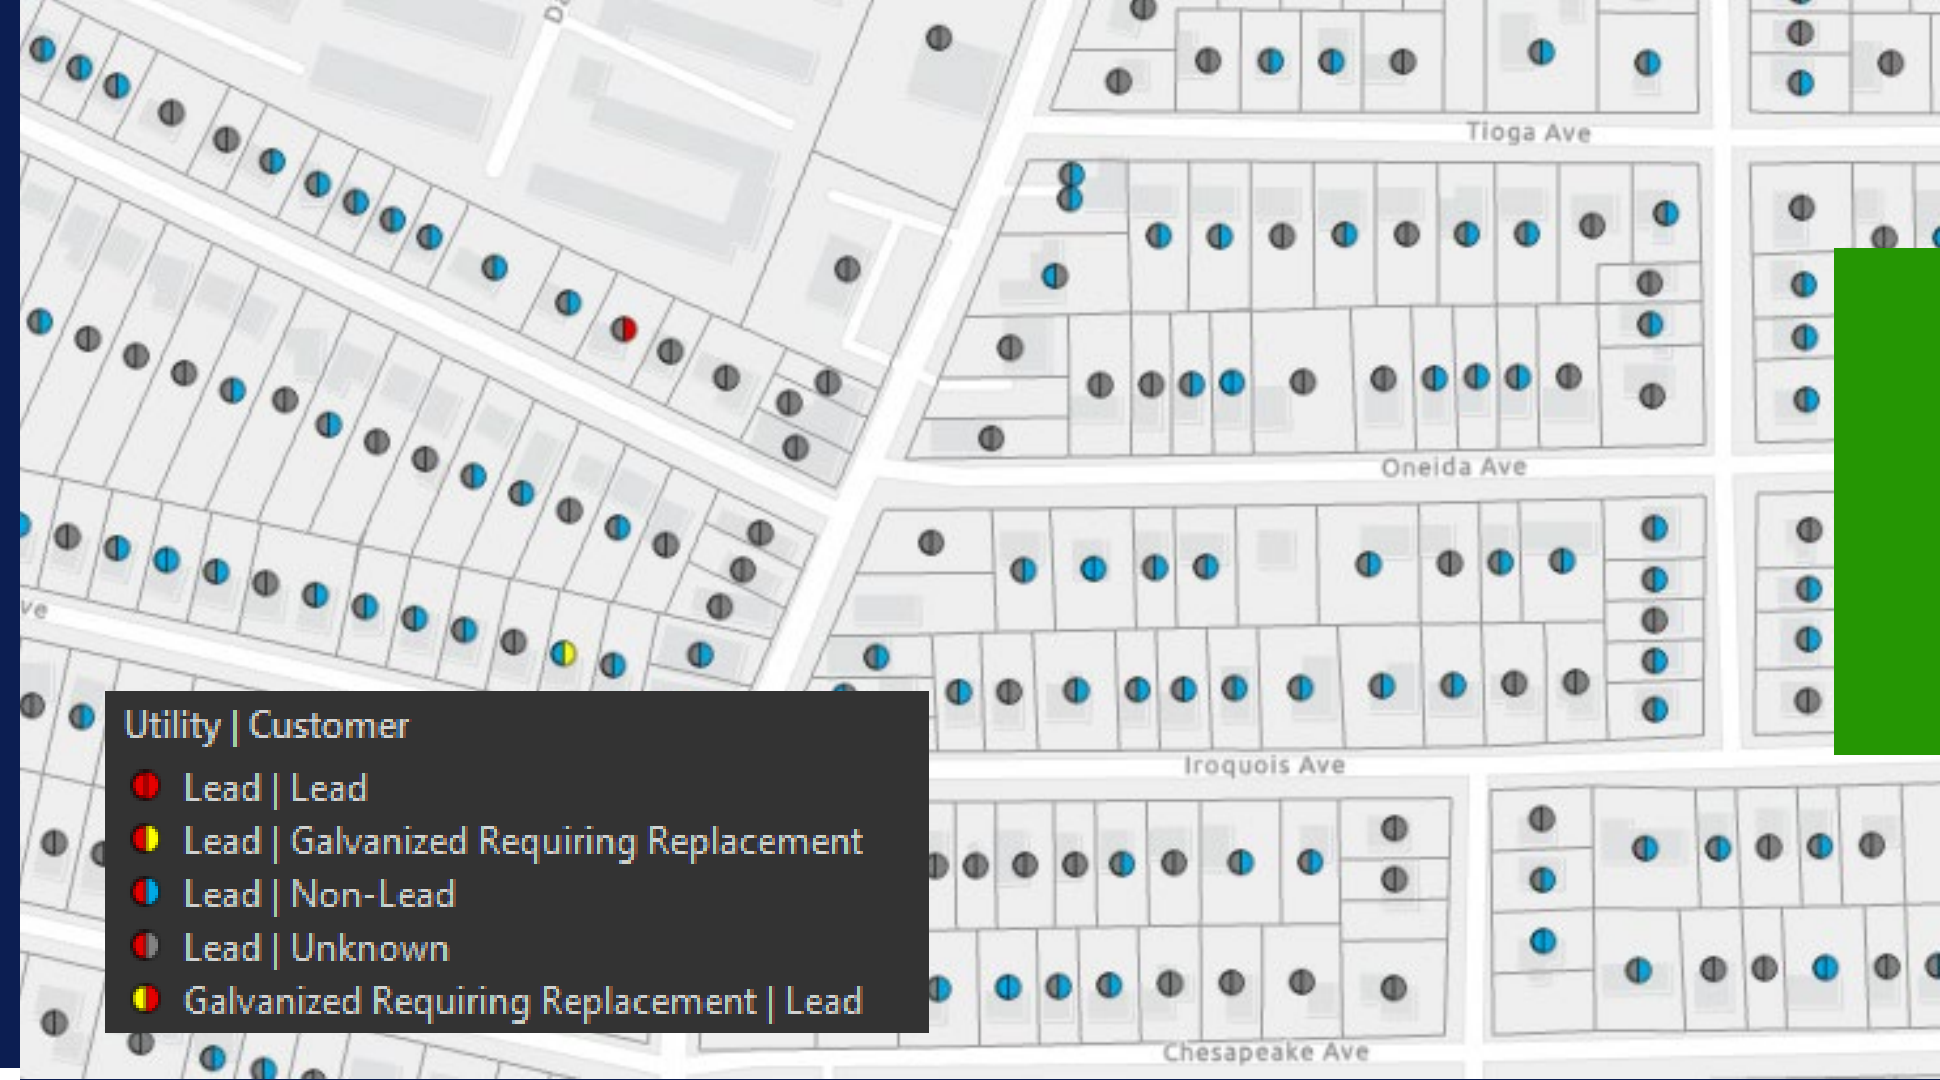 Tioga Ave
Oneida Ave
ve
Utility | Customer
Lead | Lead
Lead | Galvanized Requiring Replacement
Lead | Non-Lead
Lead | Unknown
Galvanized Requiring Replacement | Lead
Iroquois Ave
Chesapeake Ave